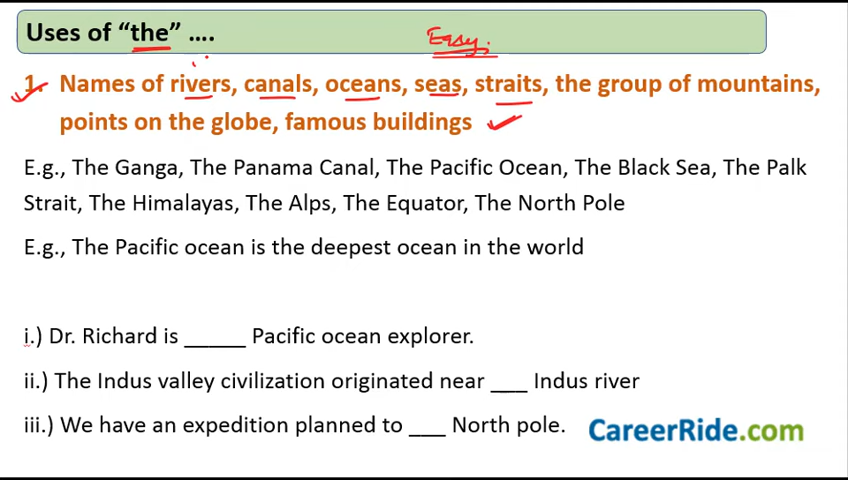 Uses of “the” ....
Easy.
1. Names of rivers, canals, oceans, seas, straits, the group of mountains,
points on the globe, famous buildings
E.g., The Ganga, The Panama Canal, The Pacific Ocean, The Black Sea, The Palk
Strait, The Himalayas, The Alps, The Equator, The North Pole
E.g., The Pacific ocean is the deepest ocean in the world
i.) Dr. Richard is _____ Pacific ocean explorer.
ii.) The Indus valley civilization originated near ___ Indus river
iii.) We have an expedition planned to ___ North pole.
CareerRide.com